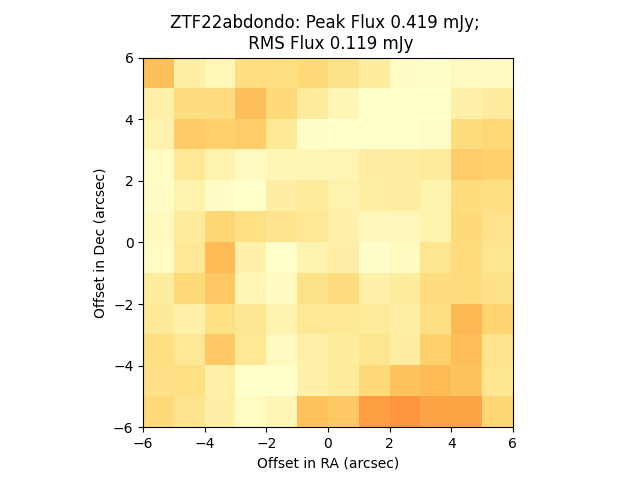 ZTF22abdondo: Peak Flux 0.419 mJy;
RMS Flux 0.119 mJy
6
4
2
0
−2
−4
−6
Offset in Dec (arcsec)
−6 −4 −2 0 2 4 6
Offset in RA (arcsec)